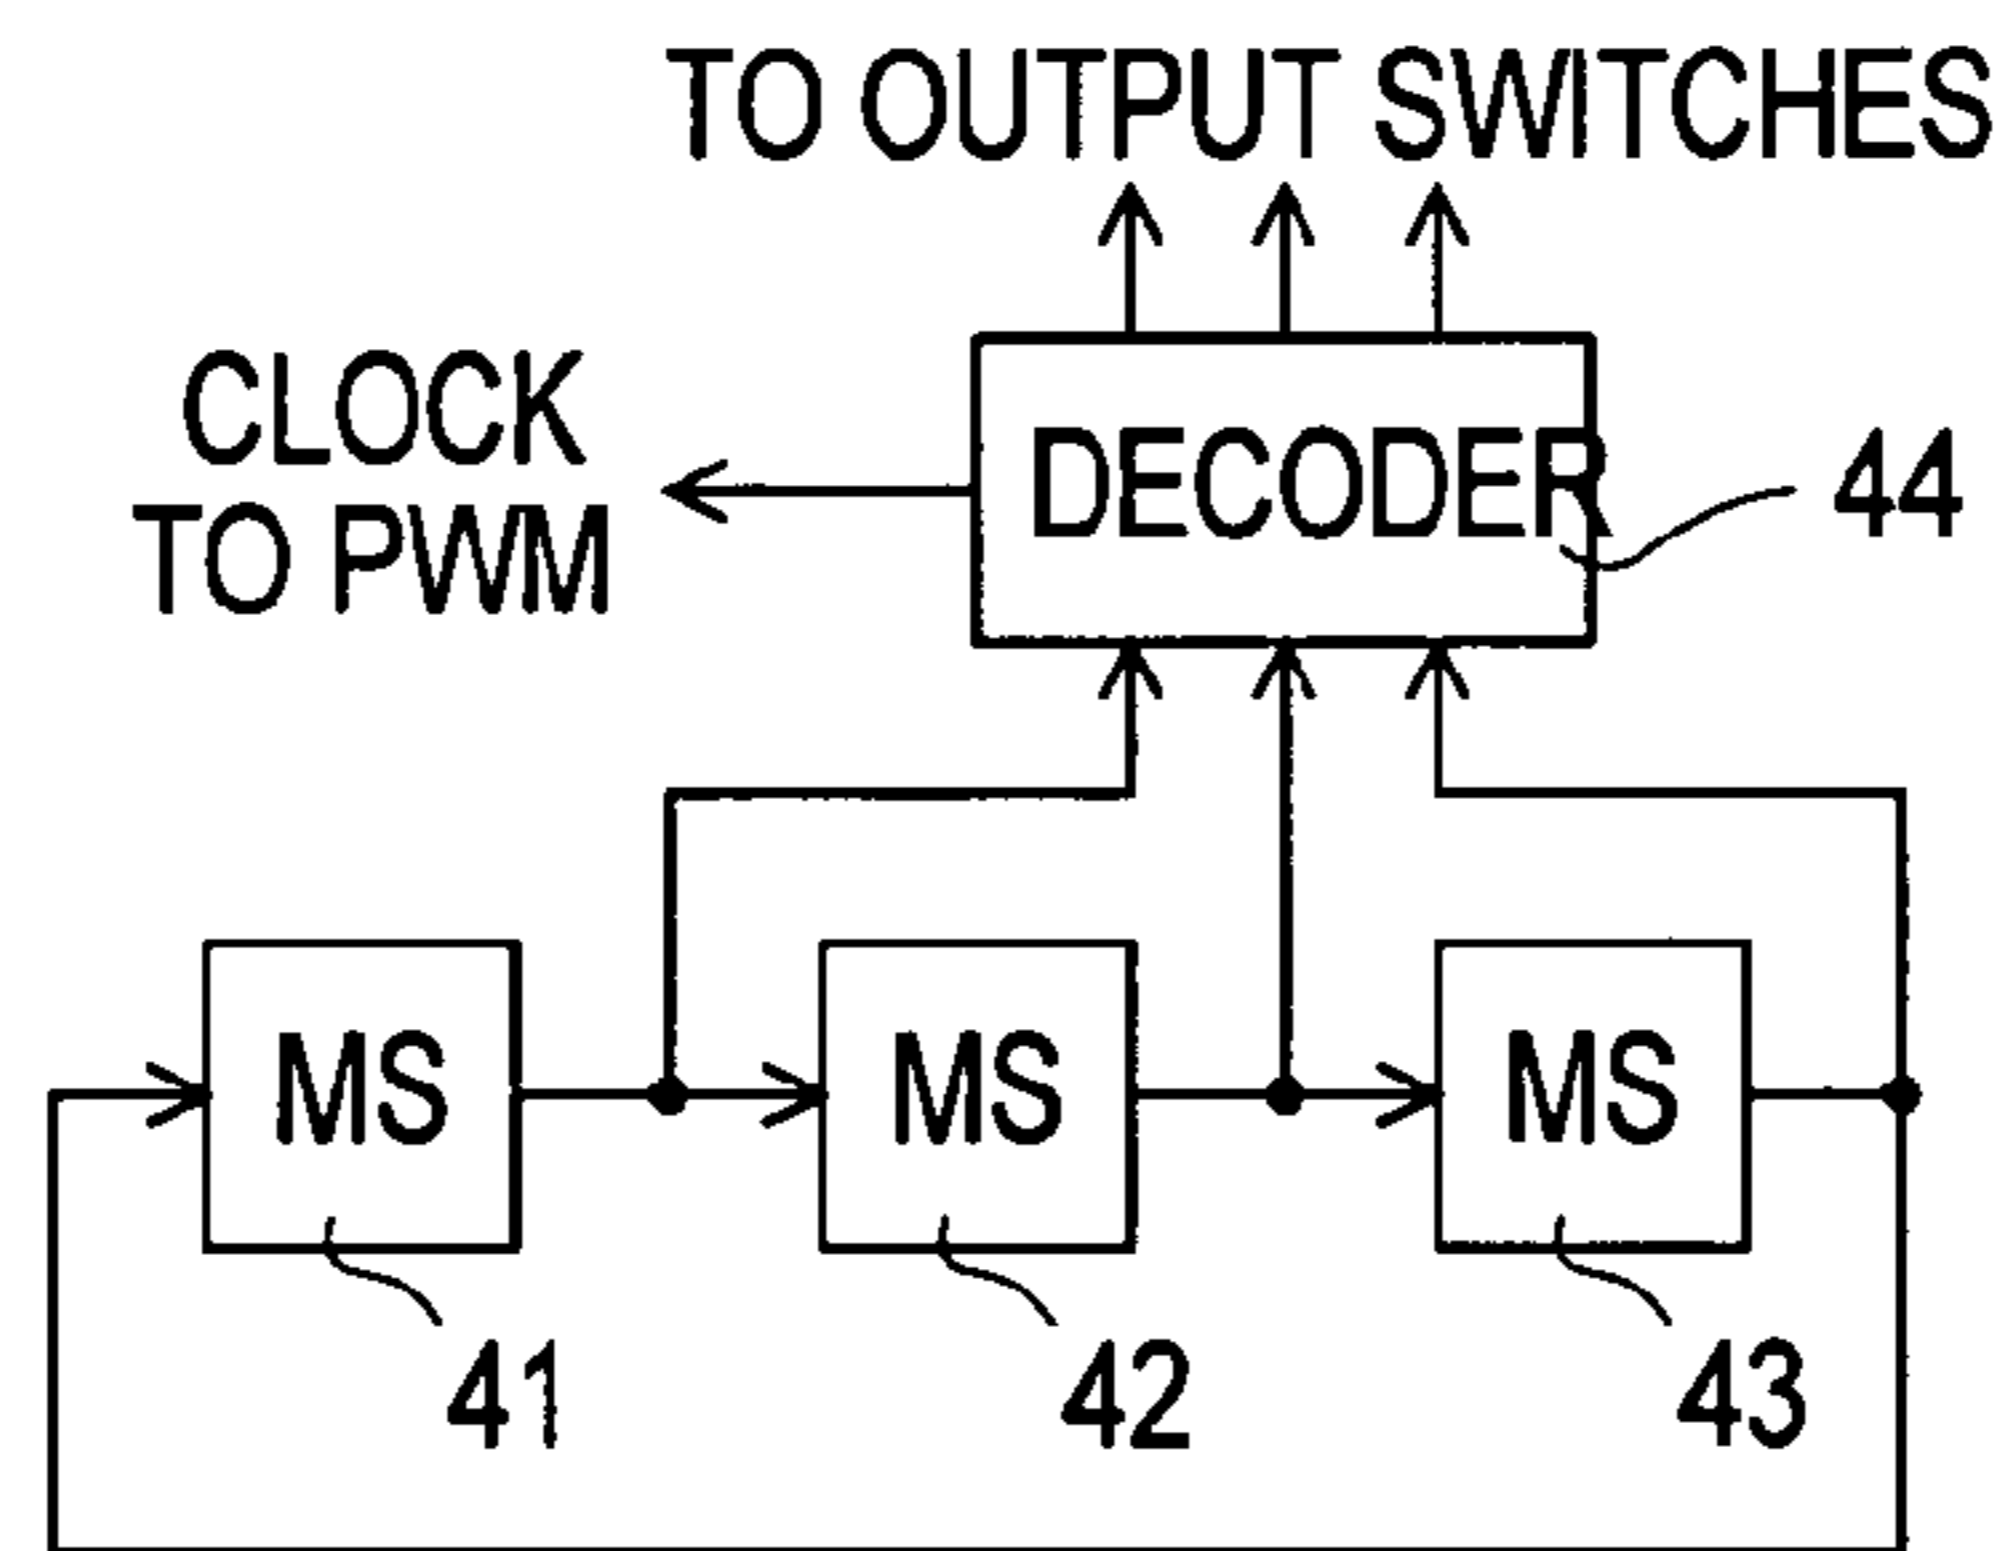 TO OUTPUT SWITCHES
CLOCK
TO PWM
DECODER
44
MS
MS
MS
41
42
43